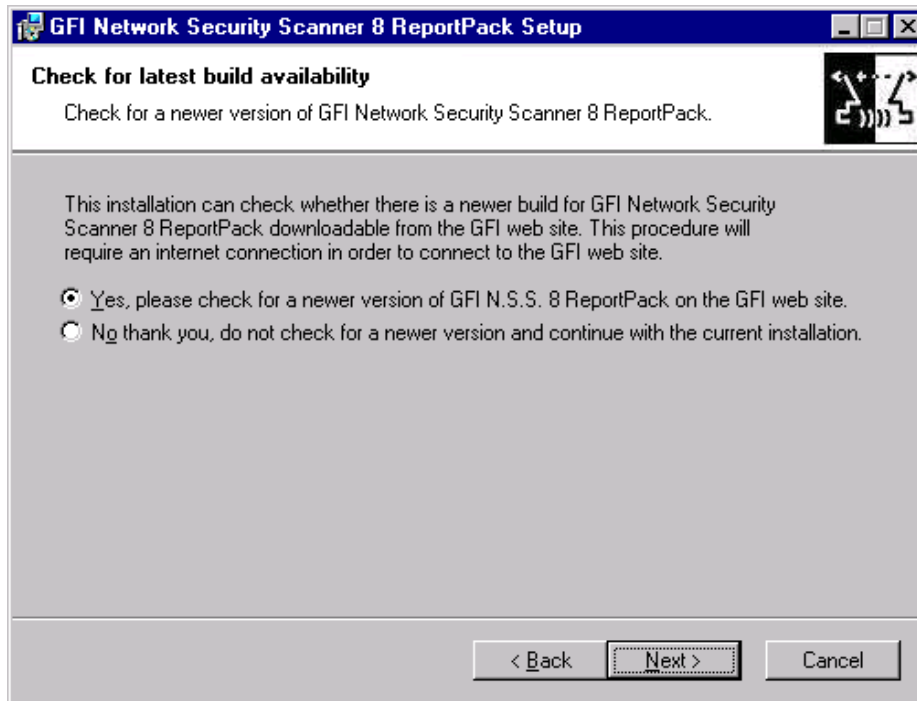 GFI Network Security Scanner 8 ReportPack Setup
Check for latest build availability
Check for a newer version of GFI Network Security Scanner 8 ReportPack.
This installation can check whether there is a newer build for GFI Network Security
Scanner 8 ReportPack downloadable from the GFI web site. This procedure will
require an internet connection in order to connect to the GFI web site.
Yes, please check for a newer version of GFI N.S.S. 8 ReportPack on the GFI web site.
No thank you, do not check for a newer version and continue with the current installation.
< Back
Next >
Cancel